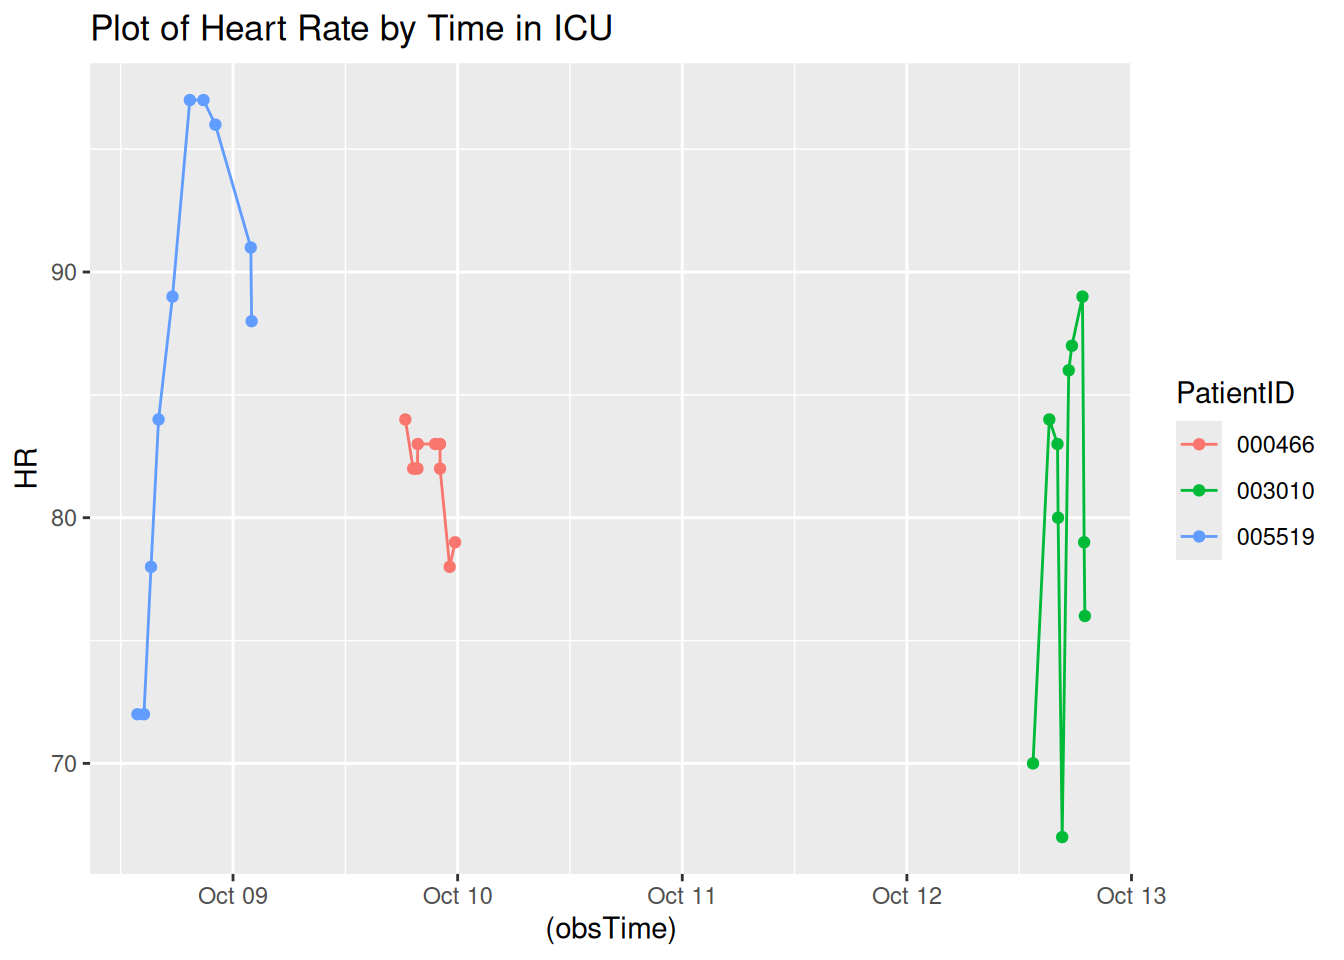 Plot of Heart Rate by Time in ICU
HR
90
80
70
Oct 09
Oct 10
Oct 11
Oct 12
Oct 13
(obsTime)
PatientID
000466
003010
005519